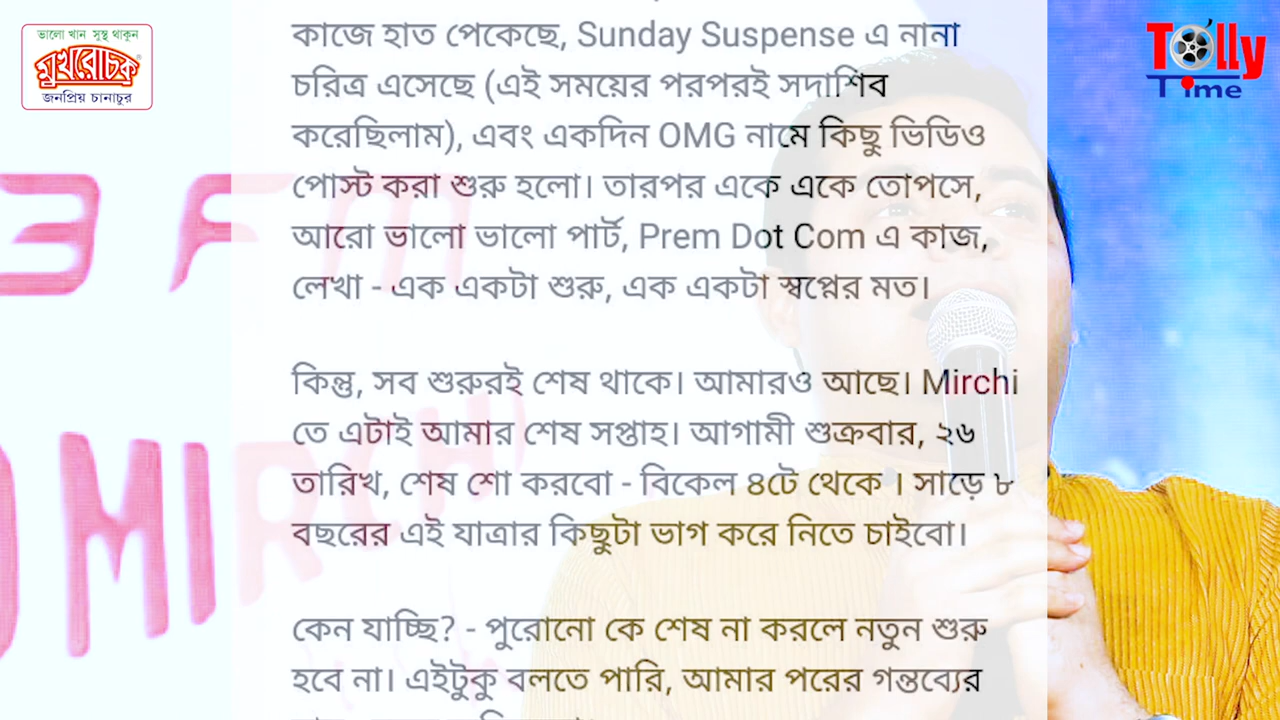 ভালো খান সুস্থ থাকুন
মুখরোচক
জনপ্রিয় চানাচুর
Tolly
Time
কাজে হাত পেকেছে, Sunday Suspense এ নানা
চরিত্র এসেছে (এই সময়ের পরপরই সদাশিব
করেছিলাম), এবং একদিন OMG নামে কিছু ভিডিও
পোস্ট করা শুরু হলো। তারপর একে একে তোপসে,
আরো ভালো ভালো পার্ট, Prem Dot Com এ কাজ,
লেখা - এক একটা শুরু, এক একটা স্বপ্নের মত।
কিন্তু, সব শুরুরই শেষ থাকে। আমারও আছে। Mirchi
তে এটাই আমার শেষ সপ্তাহ। আগামী শুক্রবার, ২৬
তারিখ, শেষ শো করবো - বিকেল ৪টে থেকে । সাড়ে ৮
বছরের এই যাত্রার কিছুটা ভাগ করে নিতে চাইবো।
কেন যাচ্ছি? - পুরোনো কে শেষ না করলে নতুন শুরু
হবে না। এইটুকু বলতে পারি, আমার পরের গন্তব্যের
MIRCHI